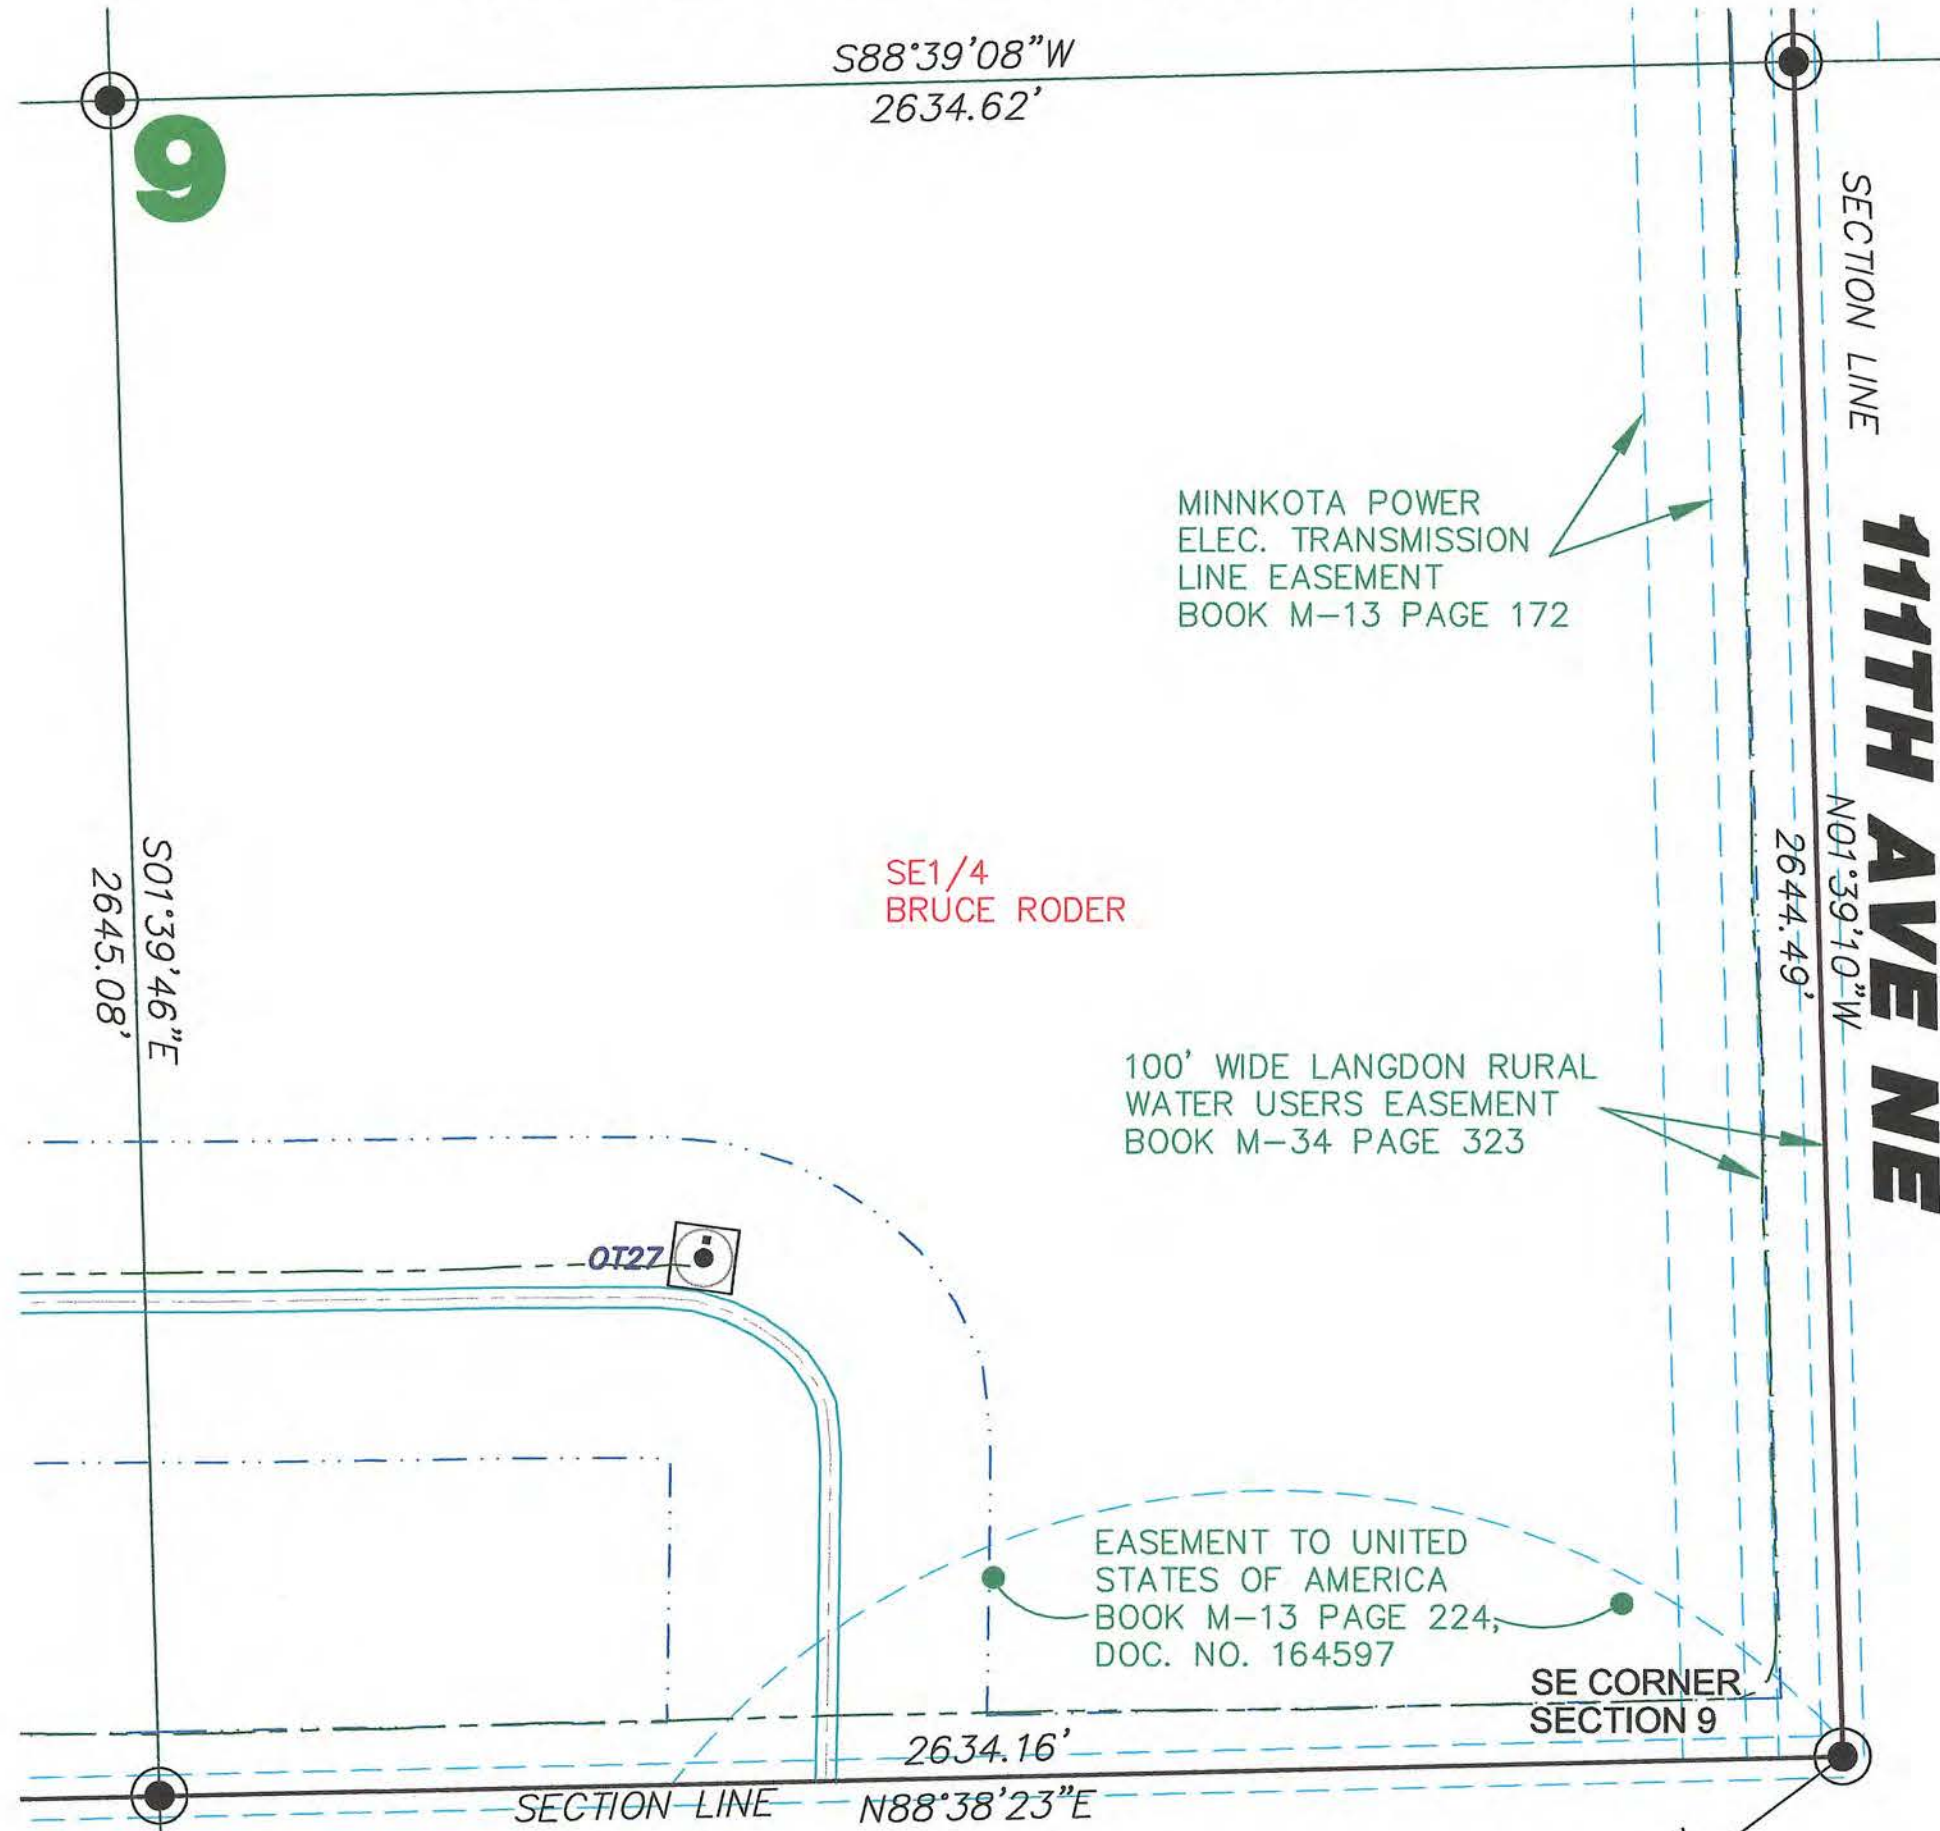 S88°39'08"W
2634.62'
9
SECTION LINE
MINNKOTA POWER
ELEC. TRANSMISSION
LINE EASEMENT
BOOK M-13 PAGE 172
111TH AVE NE
N01°39'10"W
2644.49'
S01°39'46"E
2645.08'
SE1/4
BRUCE RODER
100' WIDE LANGDON RURAL
WATER USERS EASEMENT
BOOK M-34 PAGE 323
OT27
EASEMENT TO UNITED
STATES OF AMERICA
BOOK M-13 PAGE 224,
DOC. NO. 164597
SE CORNER
SECTION 9
2634.16'
SECTION LINE
N88°38'23"E